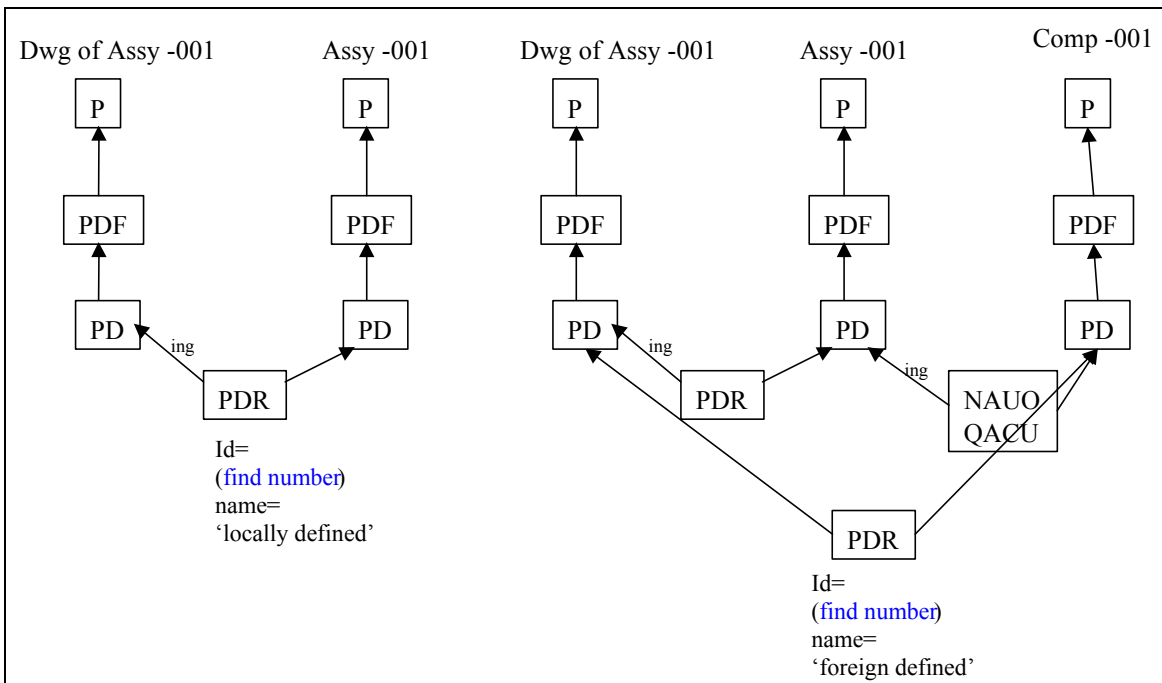 Dwg of Assy -001
Assy -001
P
P
PDF
PDF
PD
PD
ing
PDR
Id=
(find number)
name=
‘locally defined’
Dwg of Assy -001
Assy -001
Comp -001
P
P
P
PDF
PDF
PDF
PD
PD
PD
ing
ing
PDR
NAUO
QACU
PDR
Id=
(find number)
name=
‘foreign defined’